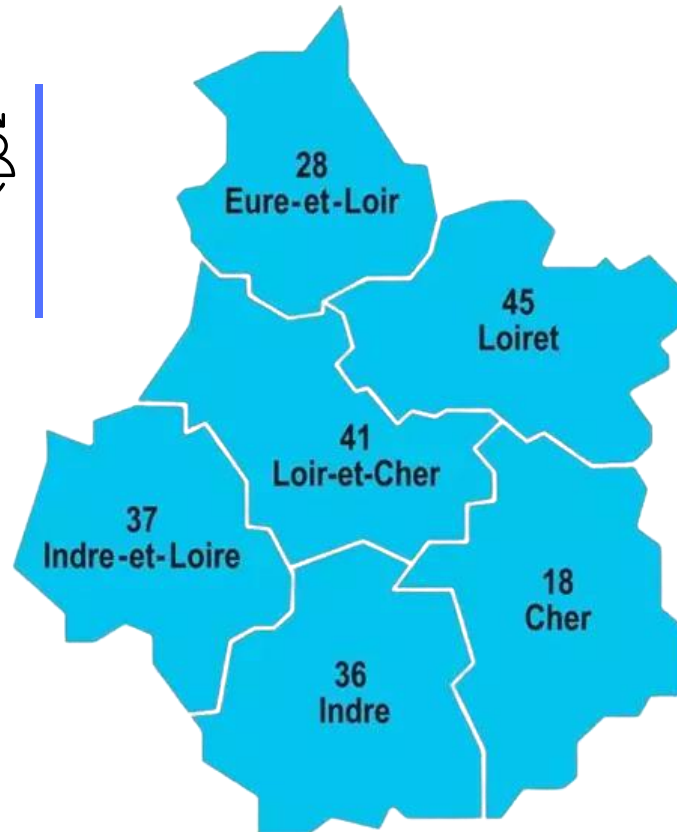 28
Eure-et-Loir
45
Loiret
41
Loir-et-Cher
37
Indre-et-Loire
18
Cher
36
Indre